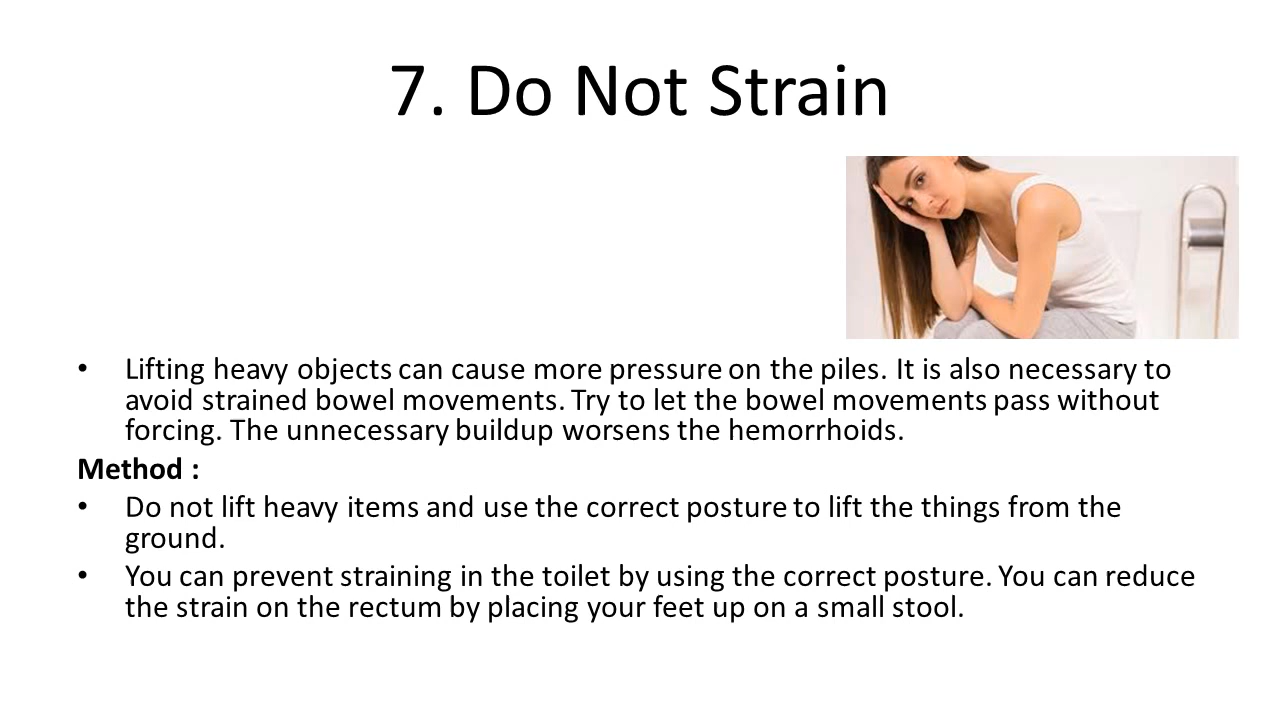 7. Do Not Strain
• Lifting heavy objects can cause more pressure on the piles. It is also necessary to
avoid strained bowel movements. Try to let the bowel movements pass without
forcing. The unnecessary buildup worsens the hemorrhoids.
Method :
• Do not lift heavy items and use the correct posture to lift the things from the
ground.
• You can prevent straining in the toilet by using the correct posture. You can reduce
the strain on the rectum by placing your feet up on a small stool.